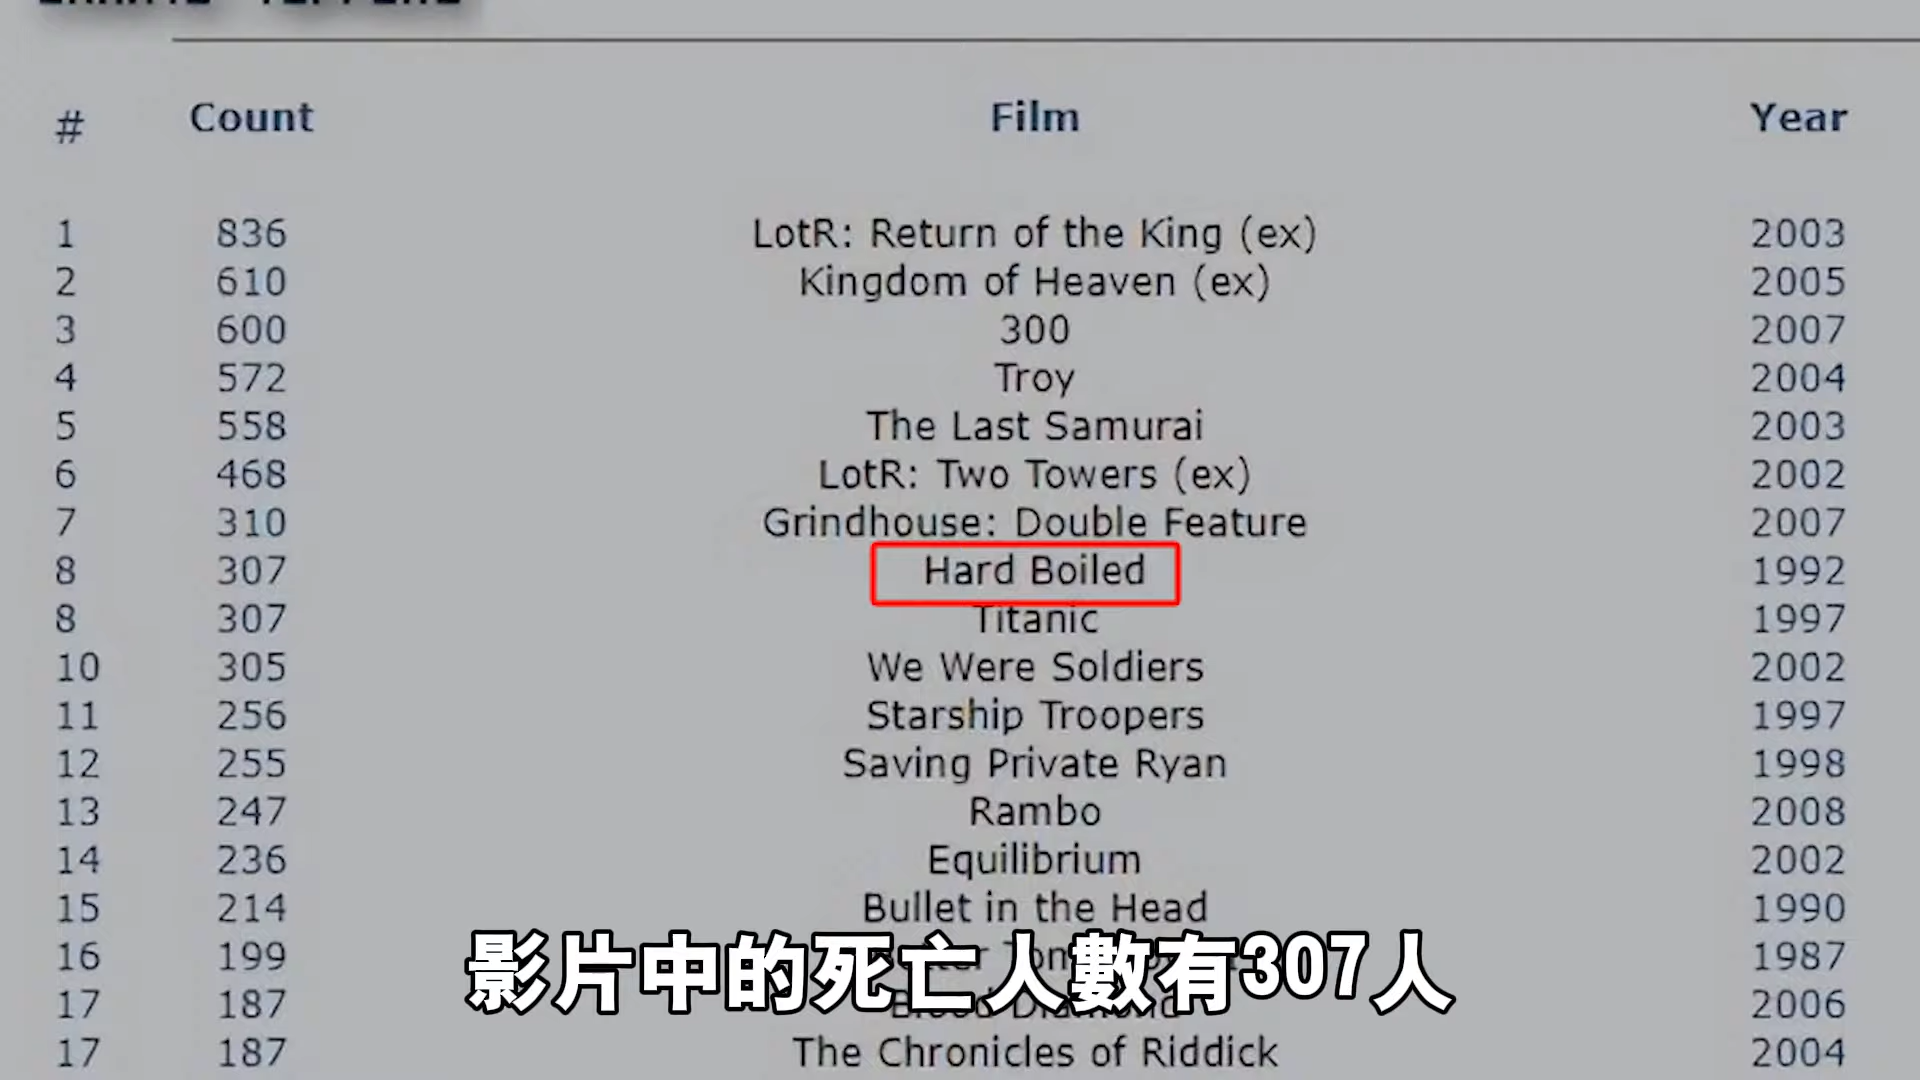 # Count Film Year
1 836 LotR: Return of the King (ex) 2003
2 610 Kingdom of Heaven (ex) 2005
3 600 300 2007
4 572 Troy 2004
5 558 The Last Samurai 2003
6 468 LotR: Two Towers (ex) 2002
7 310 Grindhouse: Double Feature 2007
8 307 Hard Boiled 1992
8 307 Titanic 1997
10 305 We Were Soldiers 2002
11 256 Starship Troopers 1997
12 255 Saving Private Ryan 1998
13 247 Rambo 2008
14 236 Equilibrium 2002
15 214 Bullet in the Head 1990
16 199 1987
17 187 Blood Diamond 2006
17 187 The Chronicles of Riddick 2004
影片中的死亡人數有307人